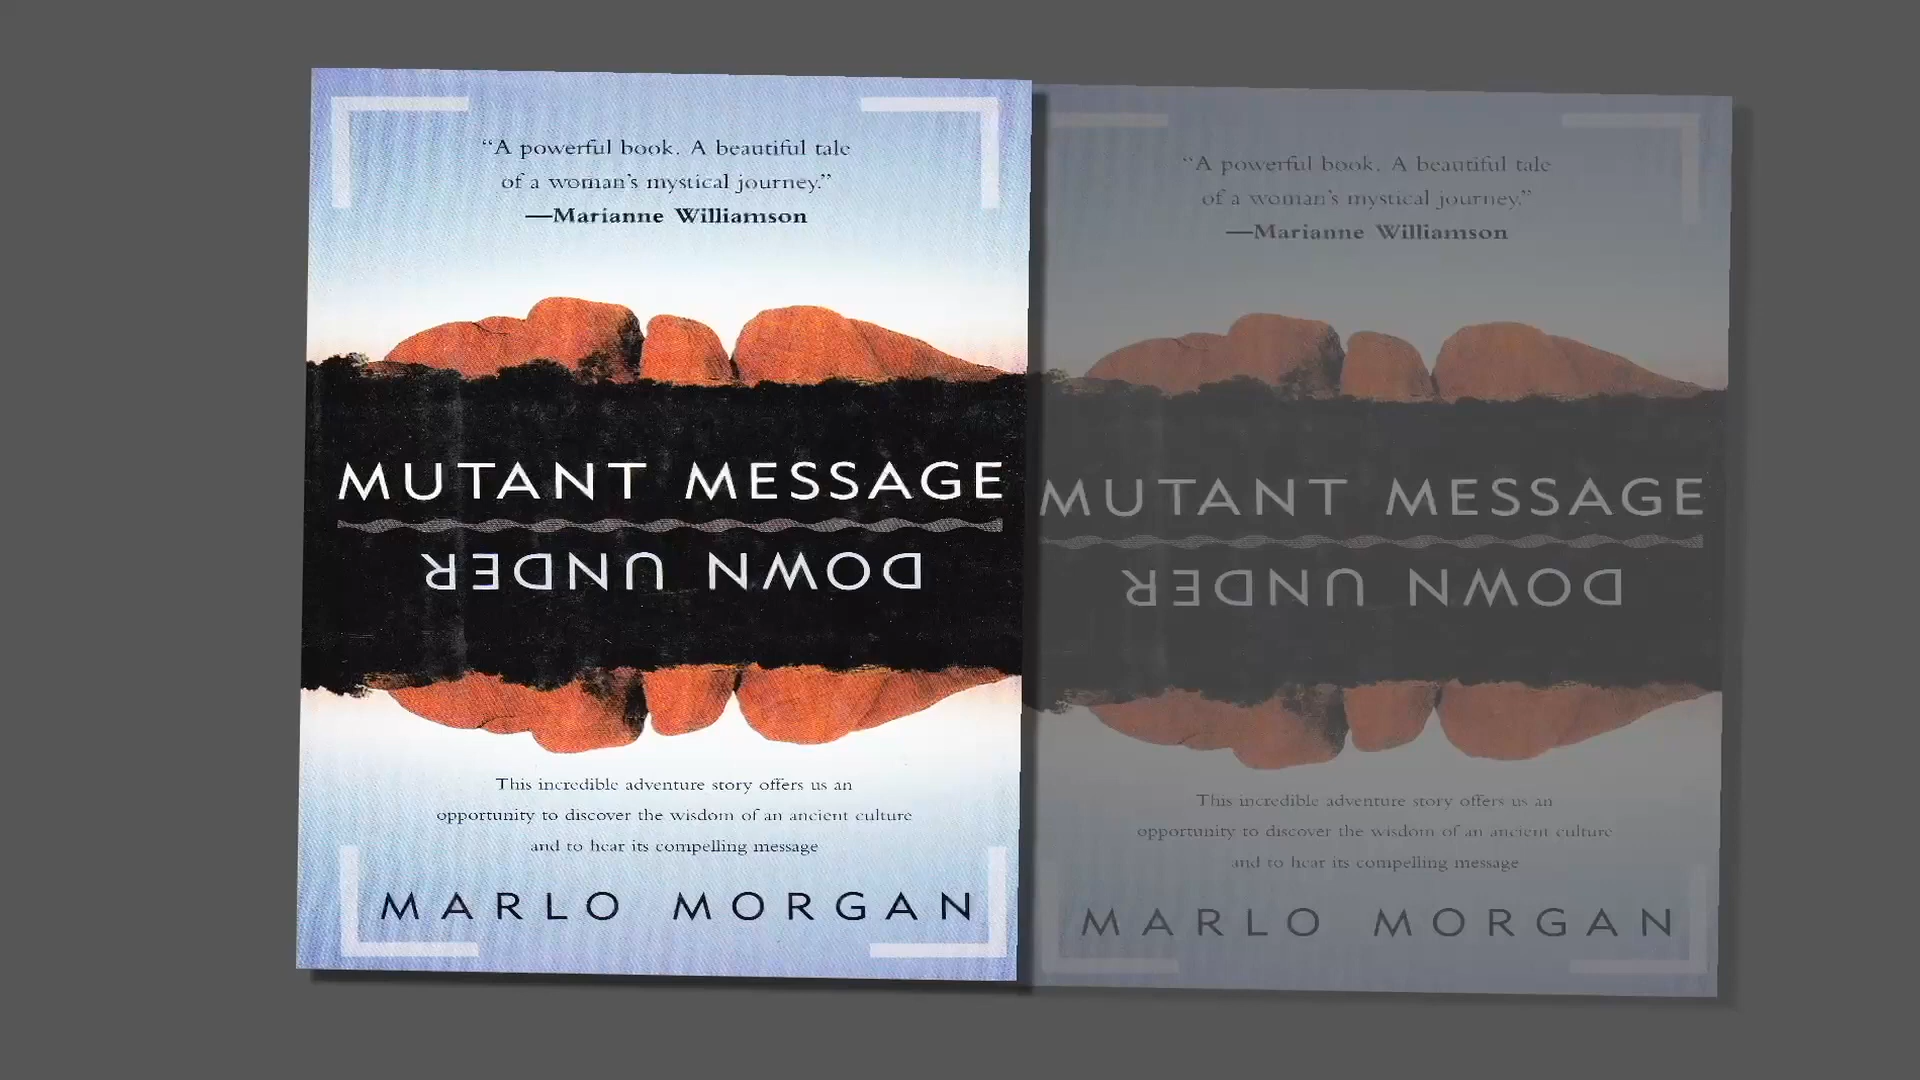 “A powerful book. A beautiful tale
of a woman’s mystical journey.”
—Marianne Williamson
MUTANT MESSAGE
DOWN UNDER
This incredible adventure story offers us an
opportunity to discover the wisdom of an ancient culture
and to hear its compelling message
MARLO MORGAN
“A powerful book. A beautiful tale
of a woman’s mystical journey.”
—Marianne Williamson
MUTANT MESSAGE
DOWN UNDER
This incredible adventure story offers us an
opportunity to discover the wisdom of an ancient culture
and to hear its compelling message
MARLO MORGAN